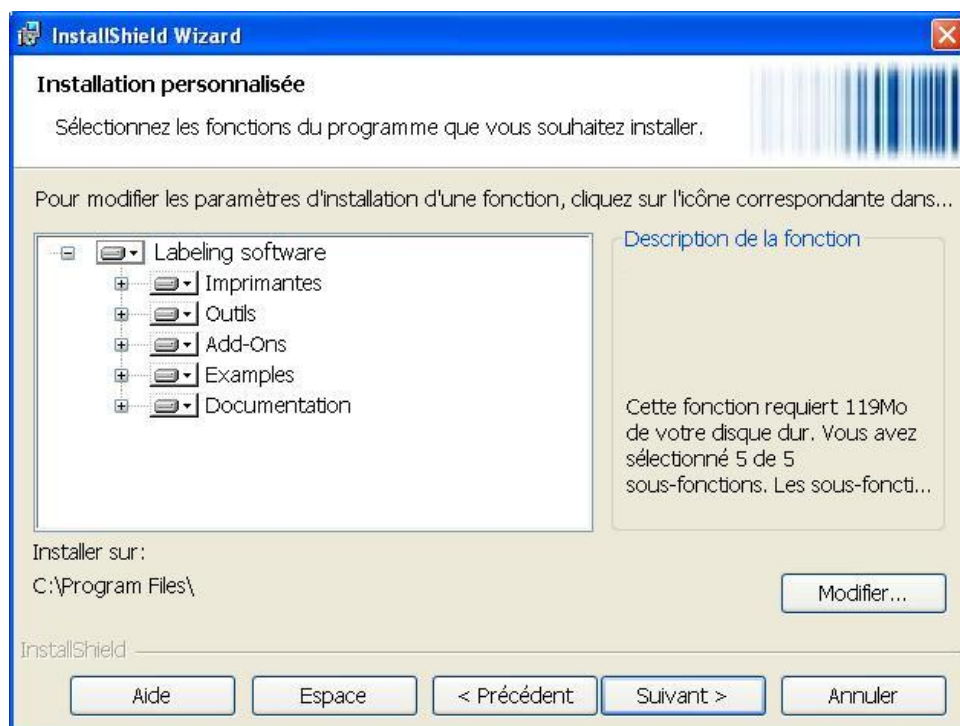 InstallShield Wizard
Installation personnalisée
Sélectionnez les fonctions du programme que vous souhaitez installer.
Pour modifier les paramètres d'installation d'une fonction, cliquez sur l'icône correspondante dans...
Labeling software
Imprimantes
Outils
Add-Ons
Examples
Documentation
Description de la fonction
Cette fonction requiert 119Mo
de votre disque dur. Vous avez
sélectionné 5 de 5
sous-fonctions. Les sous-foncti...
Installer sur:
C:\Program Files\
Modifier...
InstallShield
Aide
Espace
< Précédent
Suivant >
Annuler